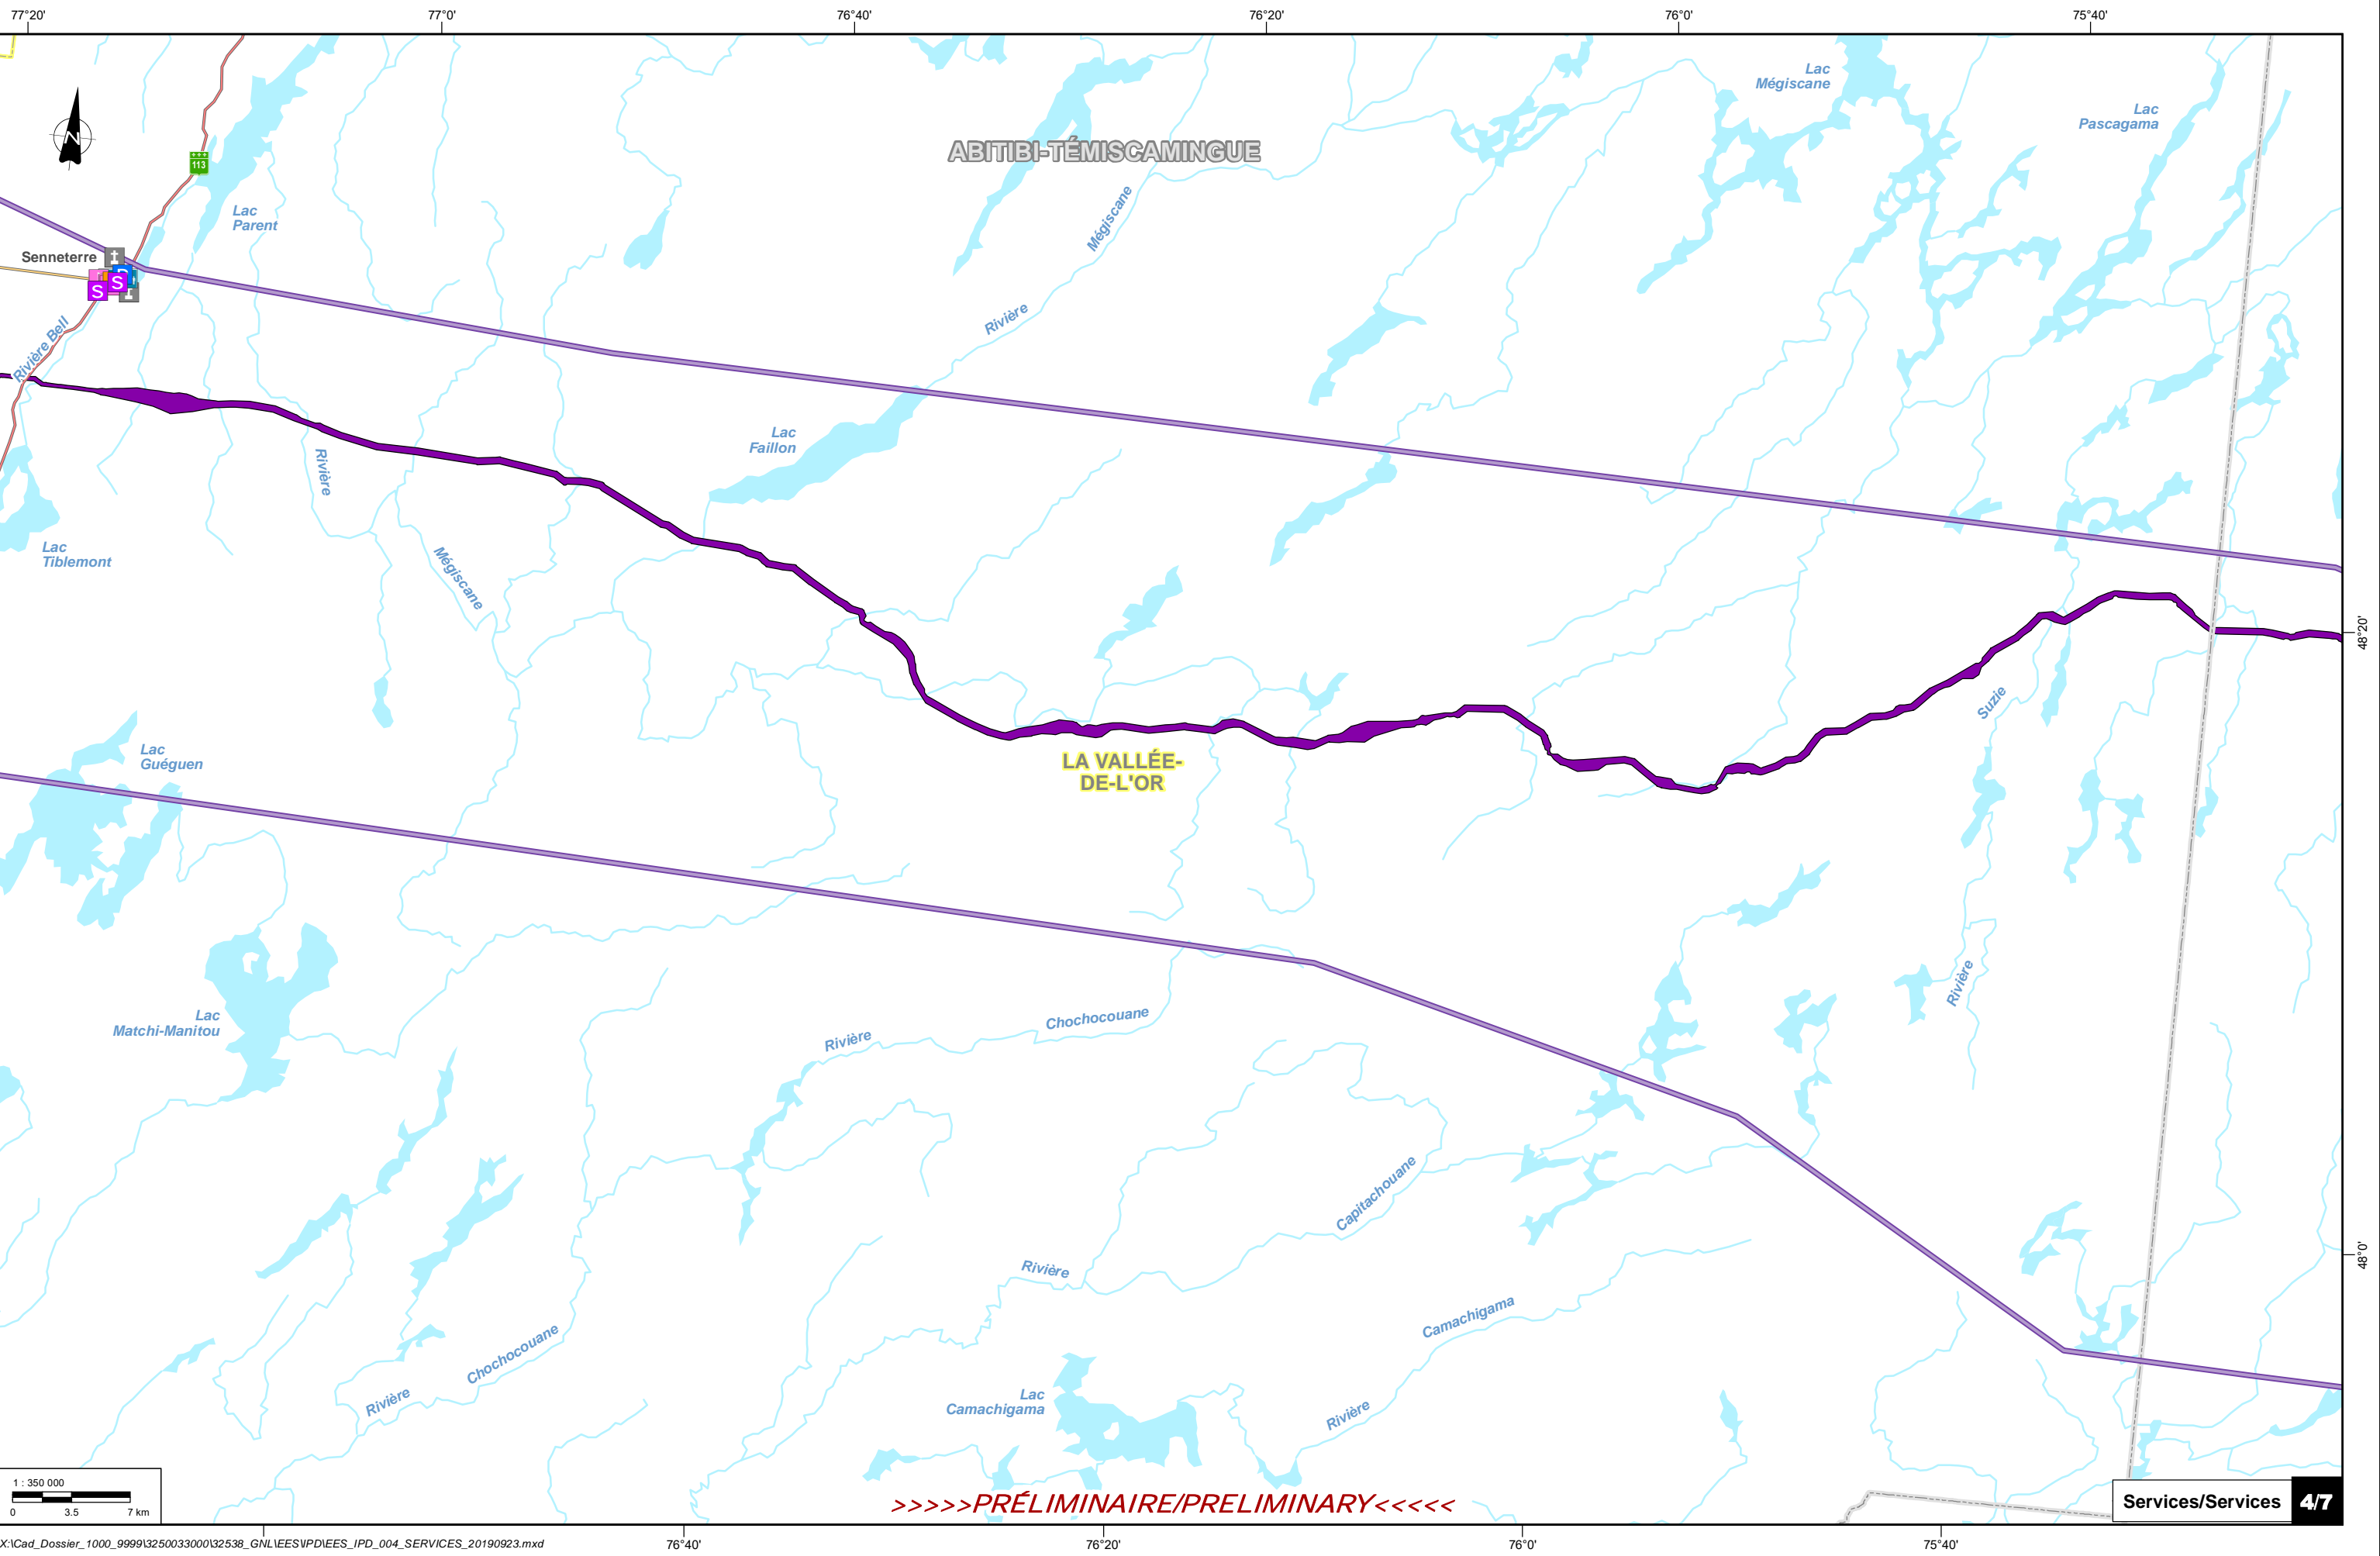 77°20'
77°0'
76°40'
76°20'
76°0'
75°40'
N
113
Lac
Mégiscane
Lac
Pascagama
ABITIBI-TÉMISCAMINGUE
Lac
Parent
Mégiscane
Senneterre
S
S
Rivière Bell
Rivière
Lac
Faillon
Rivière
Lac
Tiblemont
Mégiscane
48°20'
Suzie
Lac
Guéguen
LA VALLÉE-
DE-L'OR
Rivière
Lac
Matchi-Manitou
Chochocouane
Rivière
Capitachouane
Rivière
48°0'
Camachigama
Chochocouane
Rivière
Lac
Camachigama
Rivière
1 : 350 000
0 3.5 7 km
>>>>>PRÉLIMINAIRE/PRELIMINARY<<<<<
Services/Services 4/7
X:\Cad_Dossier_1000_9999\3250033000\32538_GNL\EES\IPD\EES_IPD_004_SERVICES_20190923.mxd
76°40'
76°20'
76°0'
75°40'